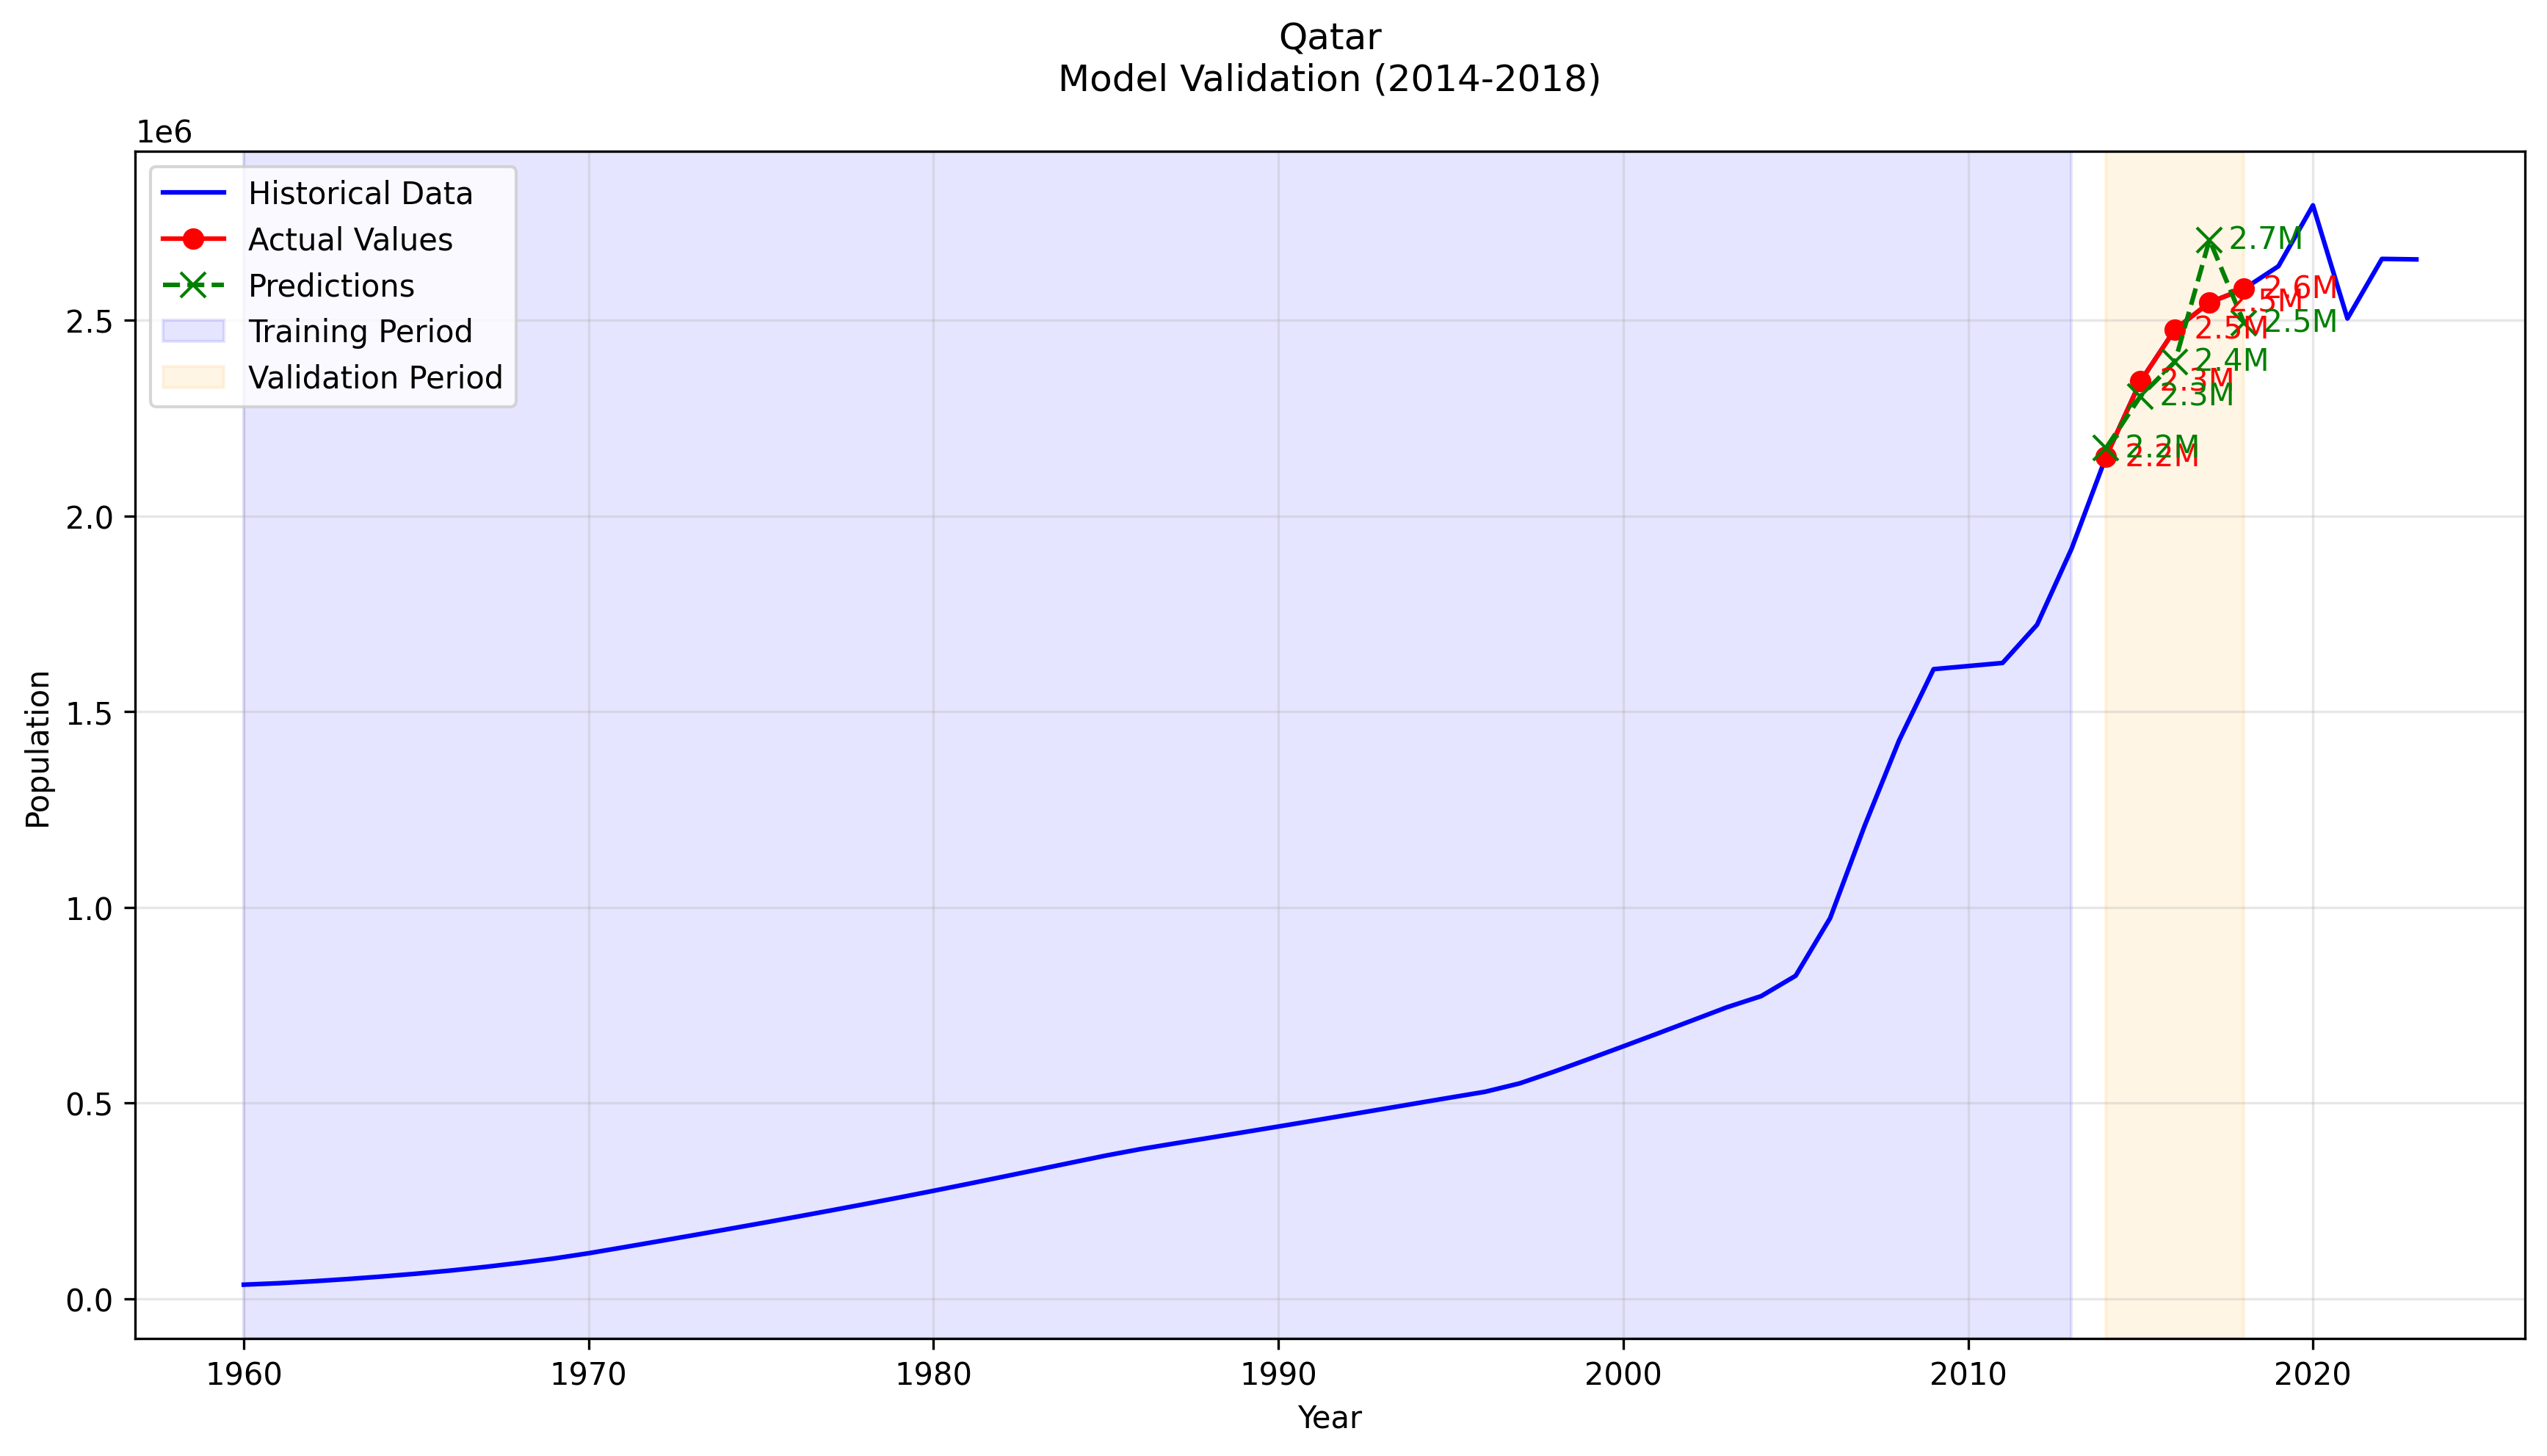 Qatar
Model Validation (2014-2018)
1e6
Historical Data
Actual Values
Predictions
Training Period
Validation Period
2.7M
2.6M
2.5M
2.5M
2.5M
2.4M
2.3M
2.3M
2.2M
2.2M
2.5
2.0
1.5
1.0
0.5
0.0
Population
1960 1970 1980 1990 2000 2010 2020
Year